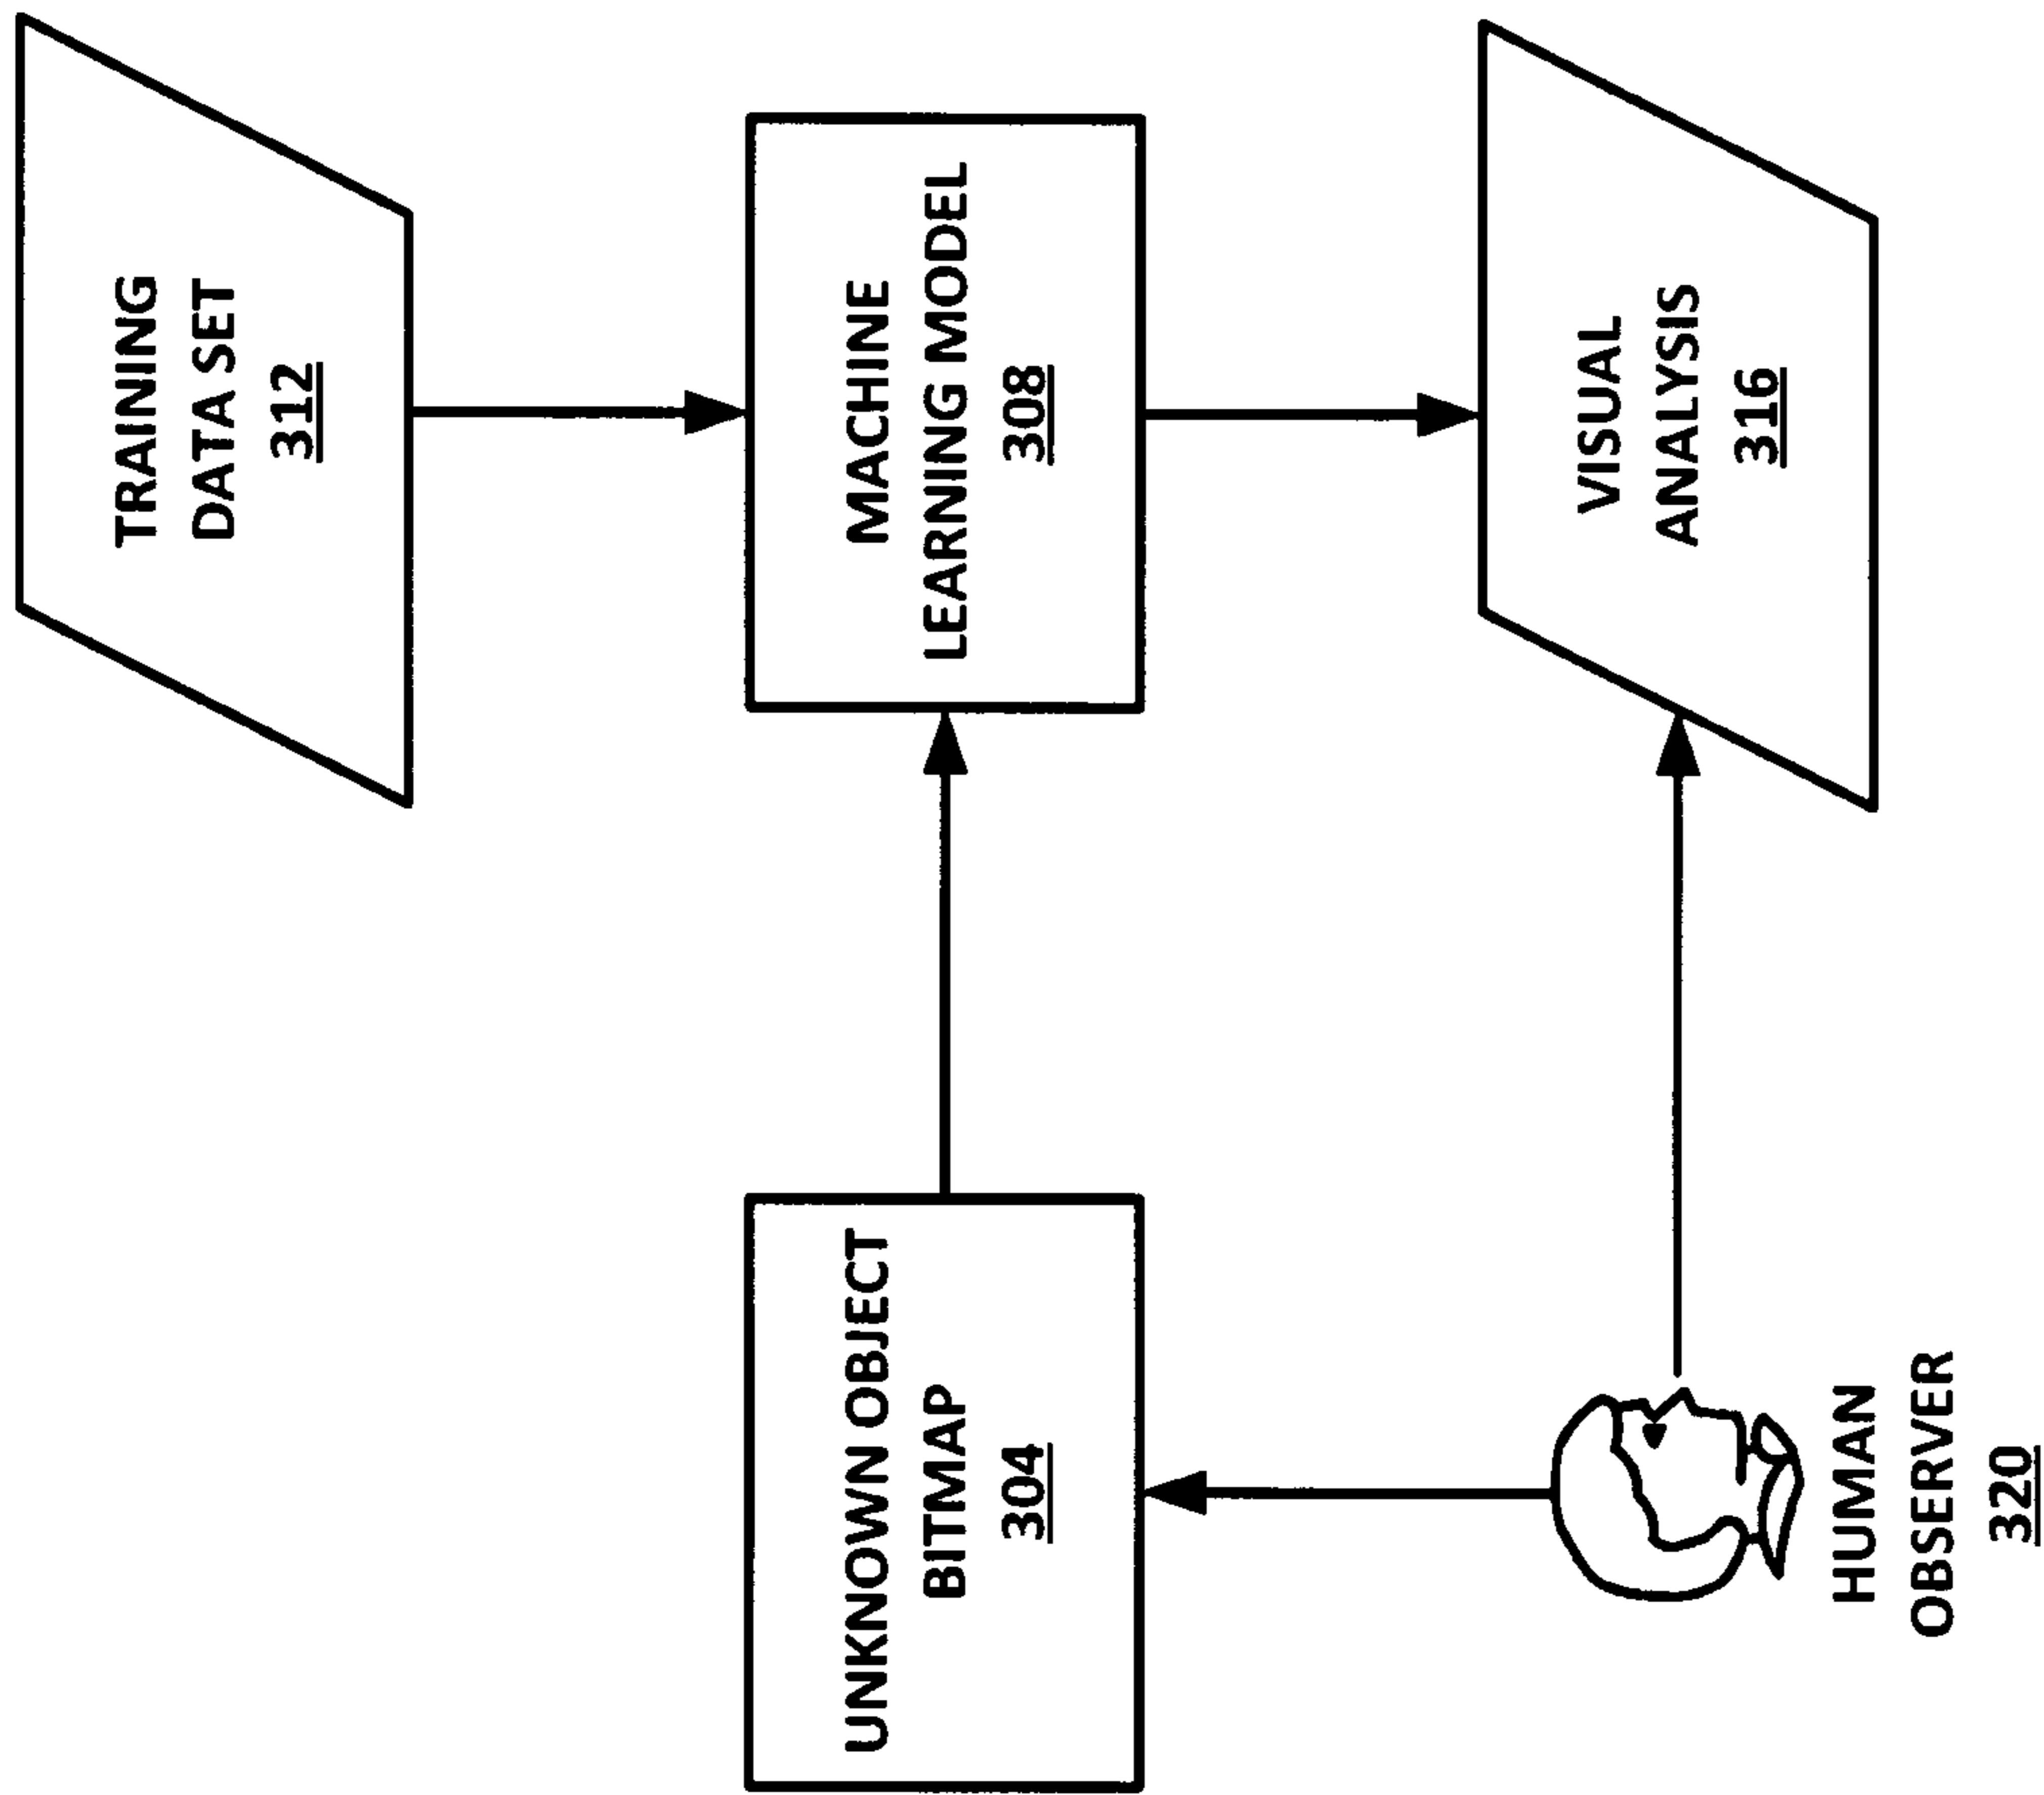 TRAINING
DATA SET
312
UNKNOWN OBJECT
BITMAP
304
MACHINE
LEARNING MODEL
308
VISUAL
ANALYSIS
316
HUMAN
OBSERVER
320